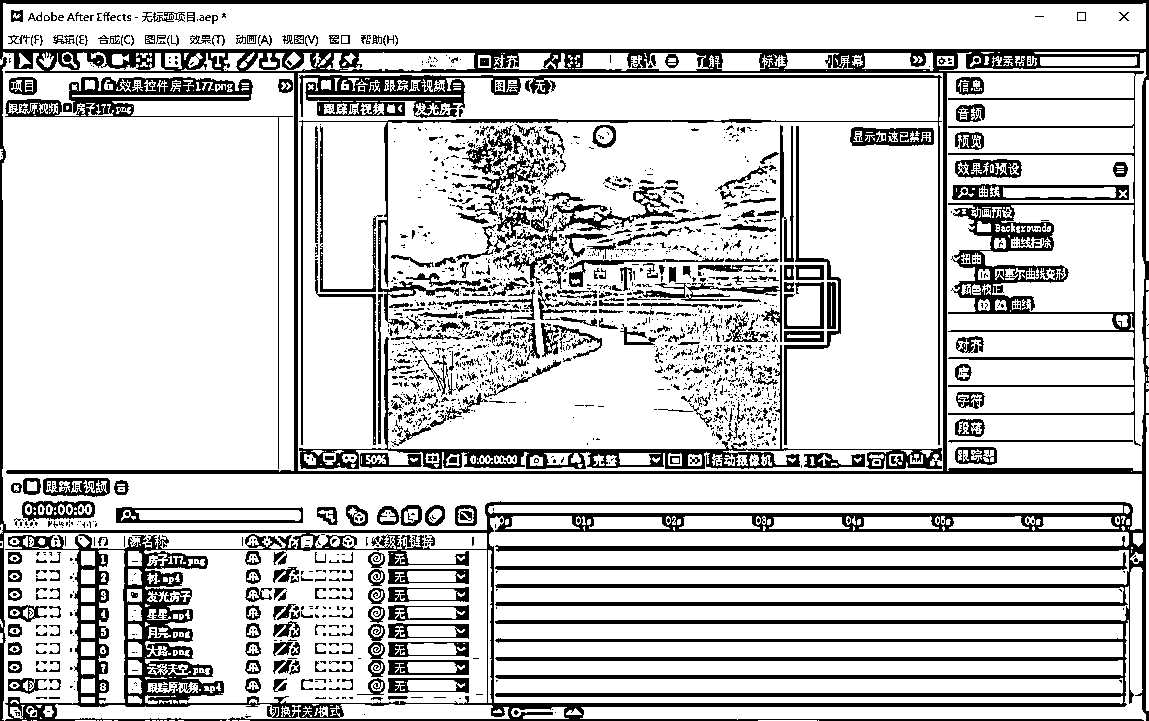 Adobe After Effects - 无标题项目.aep *
文件(F) 编辑(E) 合成(C) 图层(L) 效果(T) 动画(A) 视图(V) 窗口 帮助(H)
对齐 默认 了解 标准 小屏幕 搜索帮助
项目 效果控件房子177.png
跟踪原视频 房子177.png
合成 跟踪原视频 图层 (无)
跟踪原视频 发光房子
显示加速已禁用
50% 0:00:00:00 完整 活动摄像机
信息
音频
预览
效果和预设
曲线
动画预设
Backgrounds
曲线扫除
扭曲
贝塞尔曲线变形
颜色校正
曲线
对齐
库
字符
段落
跟踪器
跟踪原视频
0:00:00:00
01s 02s 03s 04s 05s 06s 07s
# 源名称 父级和链接
1 房子177.png 无
2 树.mp4 无
3 发光房子 无
4 星星.mp4 无
5 月亮.png 无
6 大路.png 无
7 云彩天空.png 无
8 跟踪原视频.mp4 无
切换开关/模式